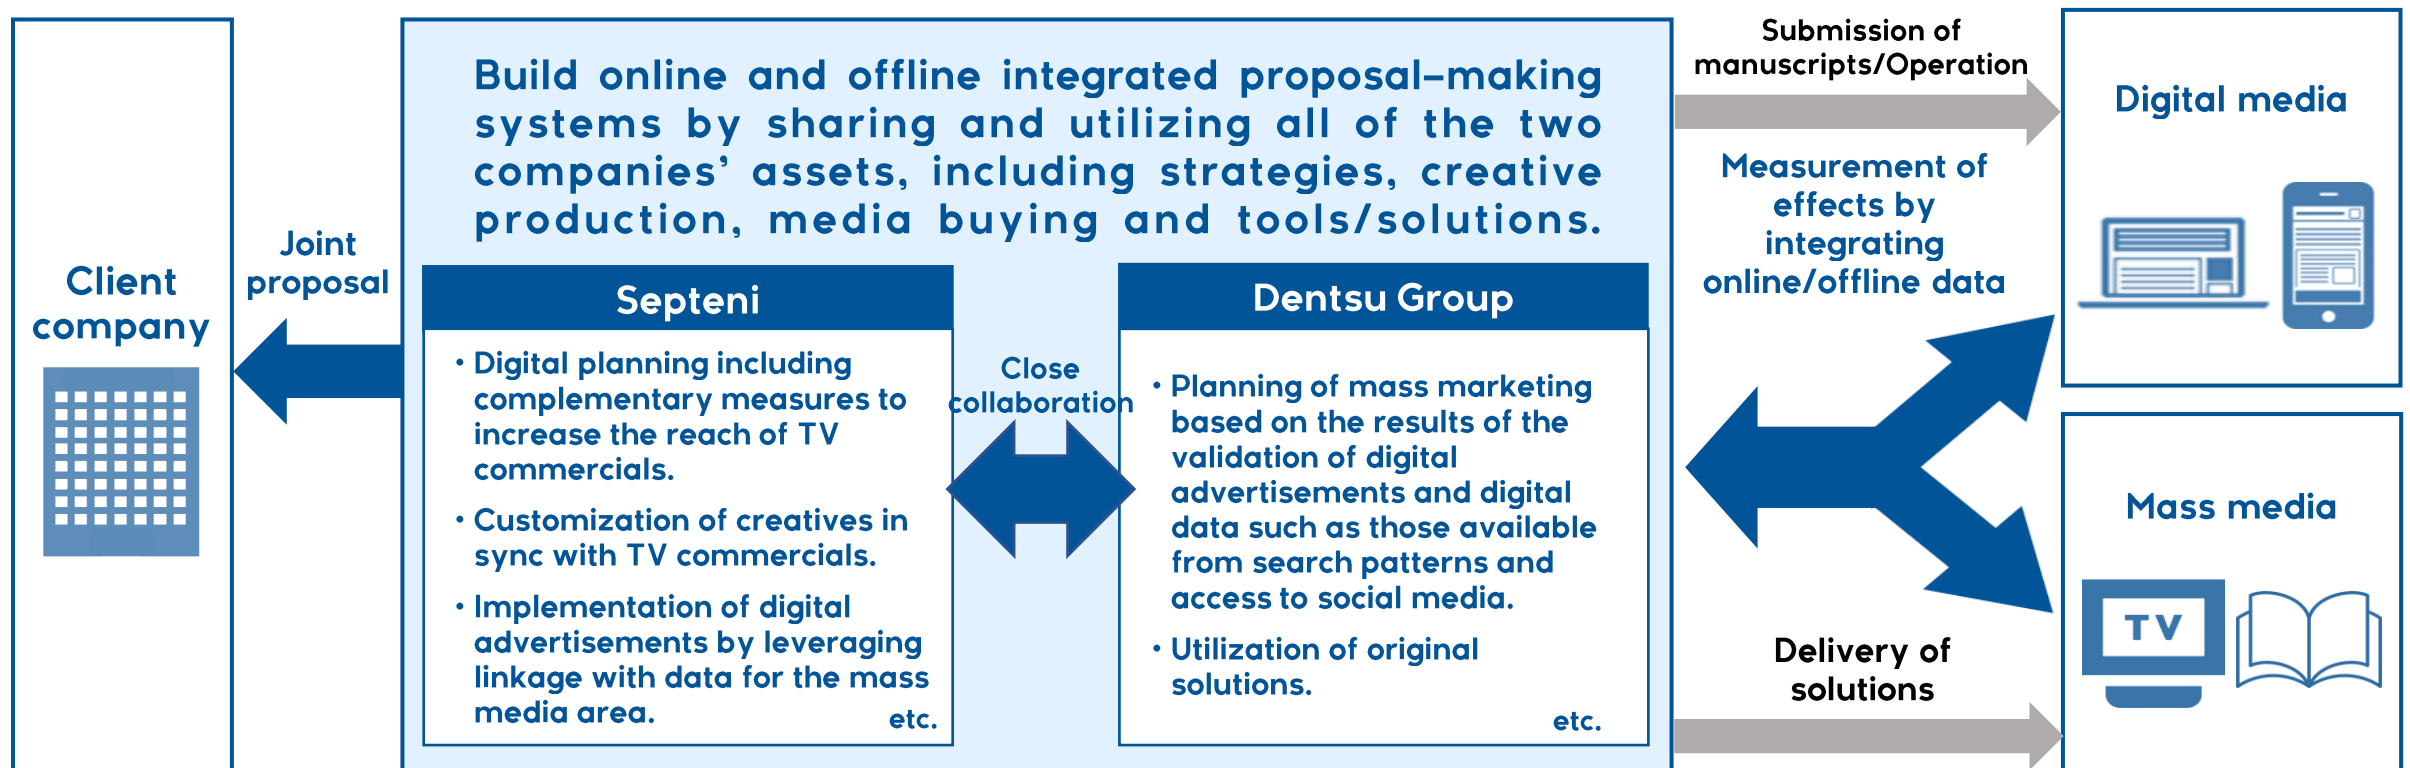 Client
company
Joint
proposal
Build online and offline integrated proposal–making
systems by sharing and utilizing all of the two
companies’ assets, including strategies, creative
production, media buying and tools/solutions.
Septeni
• Digital planning including
complementary measures to
increase the reach of TV
commercials.
• Customization of creatives in
sync with TV commercials.
• Implementation of digital
advertisements by leveraging
linkage with data for the mass
media area.
etc.
Close
collaboration
Dentsu Group
• Planning of mass marketing
based on the results of the
validation of digital
advertisements and digital
data such as those available
from search patterns and
access to social media.
• Utilization of original
solutions.
etc.
Submission of
manuscripts/Operation
Measurement of
effects by
integrating
online/offline data
Delivery of
solutions
Digital media
Mass media
TV